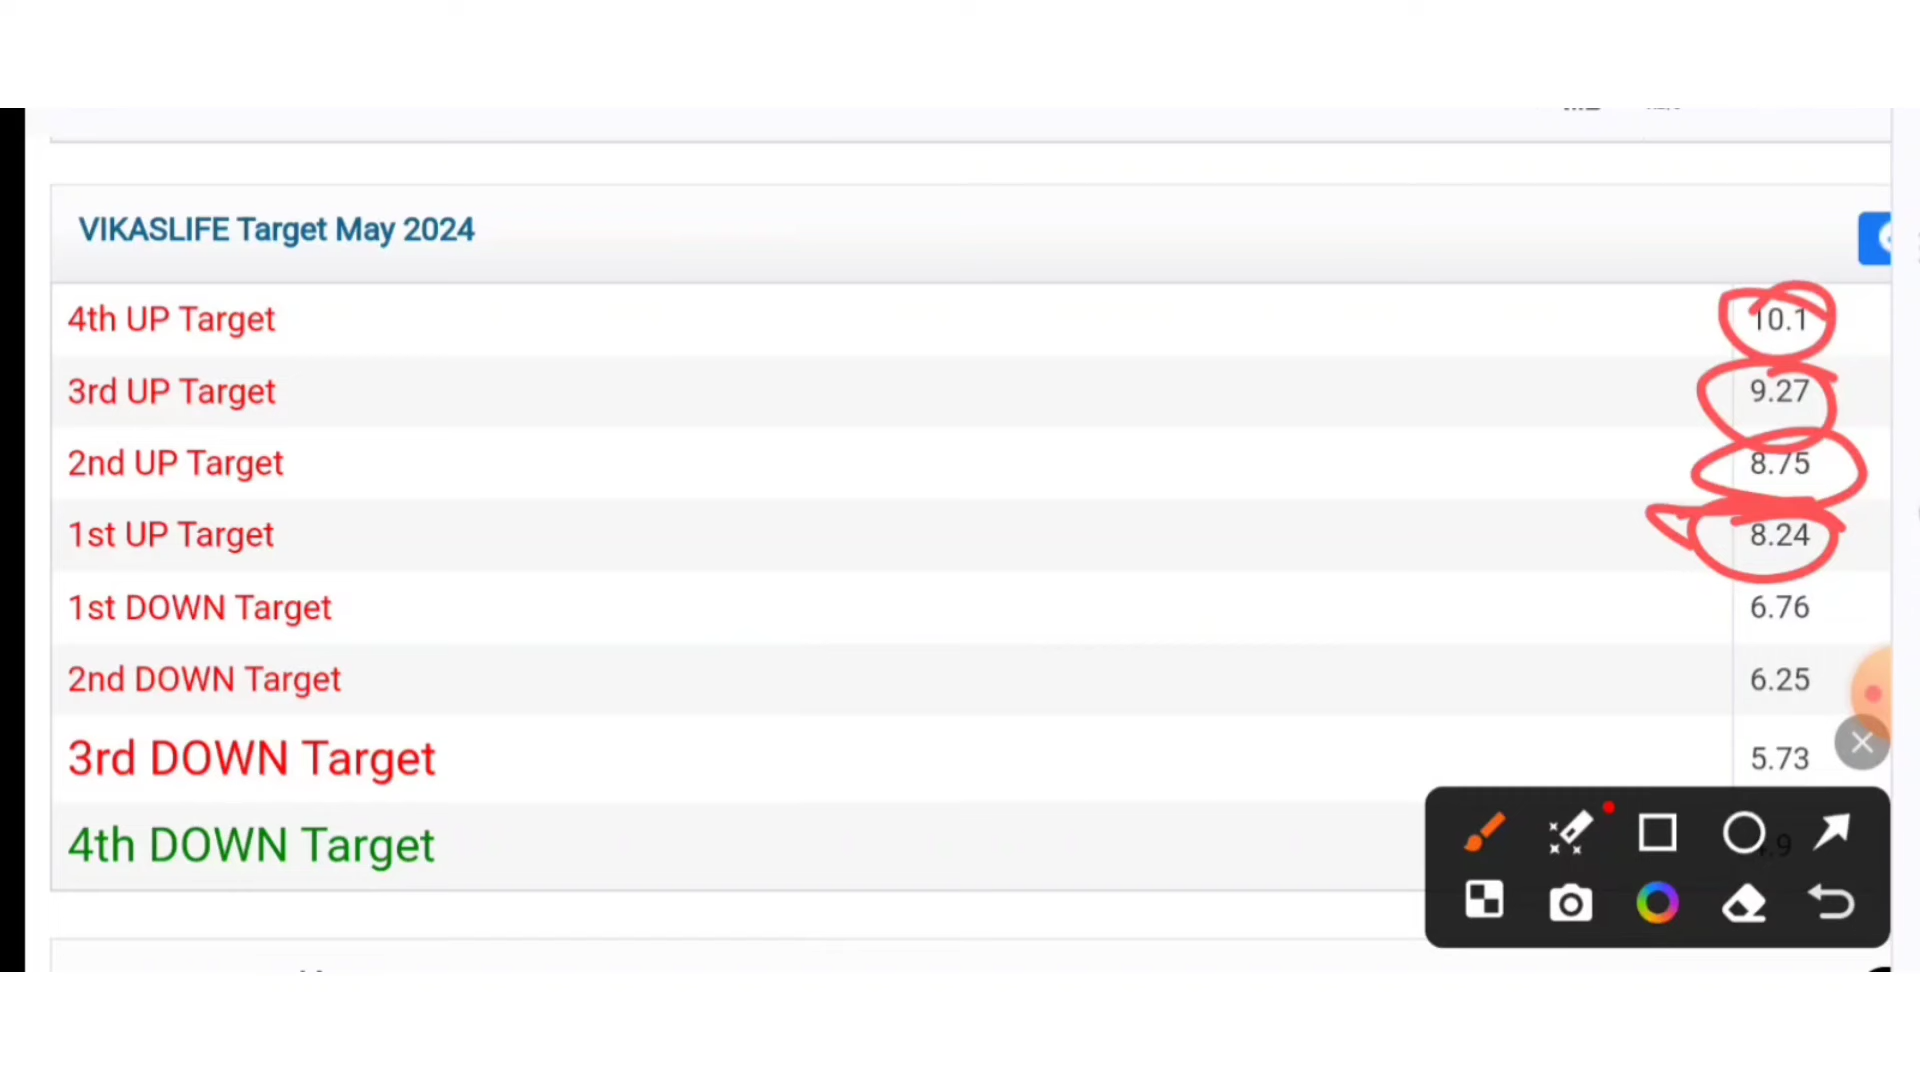 VIKASLIFE Target May 2024
4th UP Target 10.1
3rd UP Target 9.27
2nd UP Target 8.75
1st UP Target 8.24
1st DOWN Target 6.76
2nd DOWN Target 6.25
3rd DOWN Target 5.73
4th DOWN Target